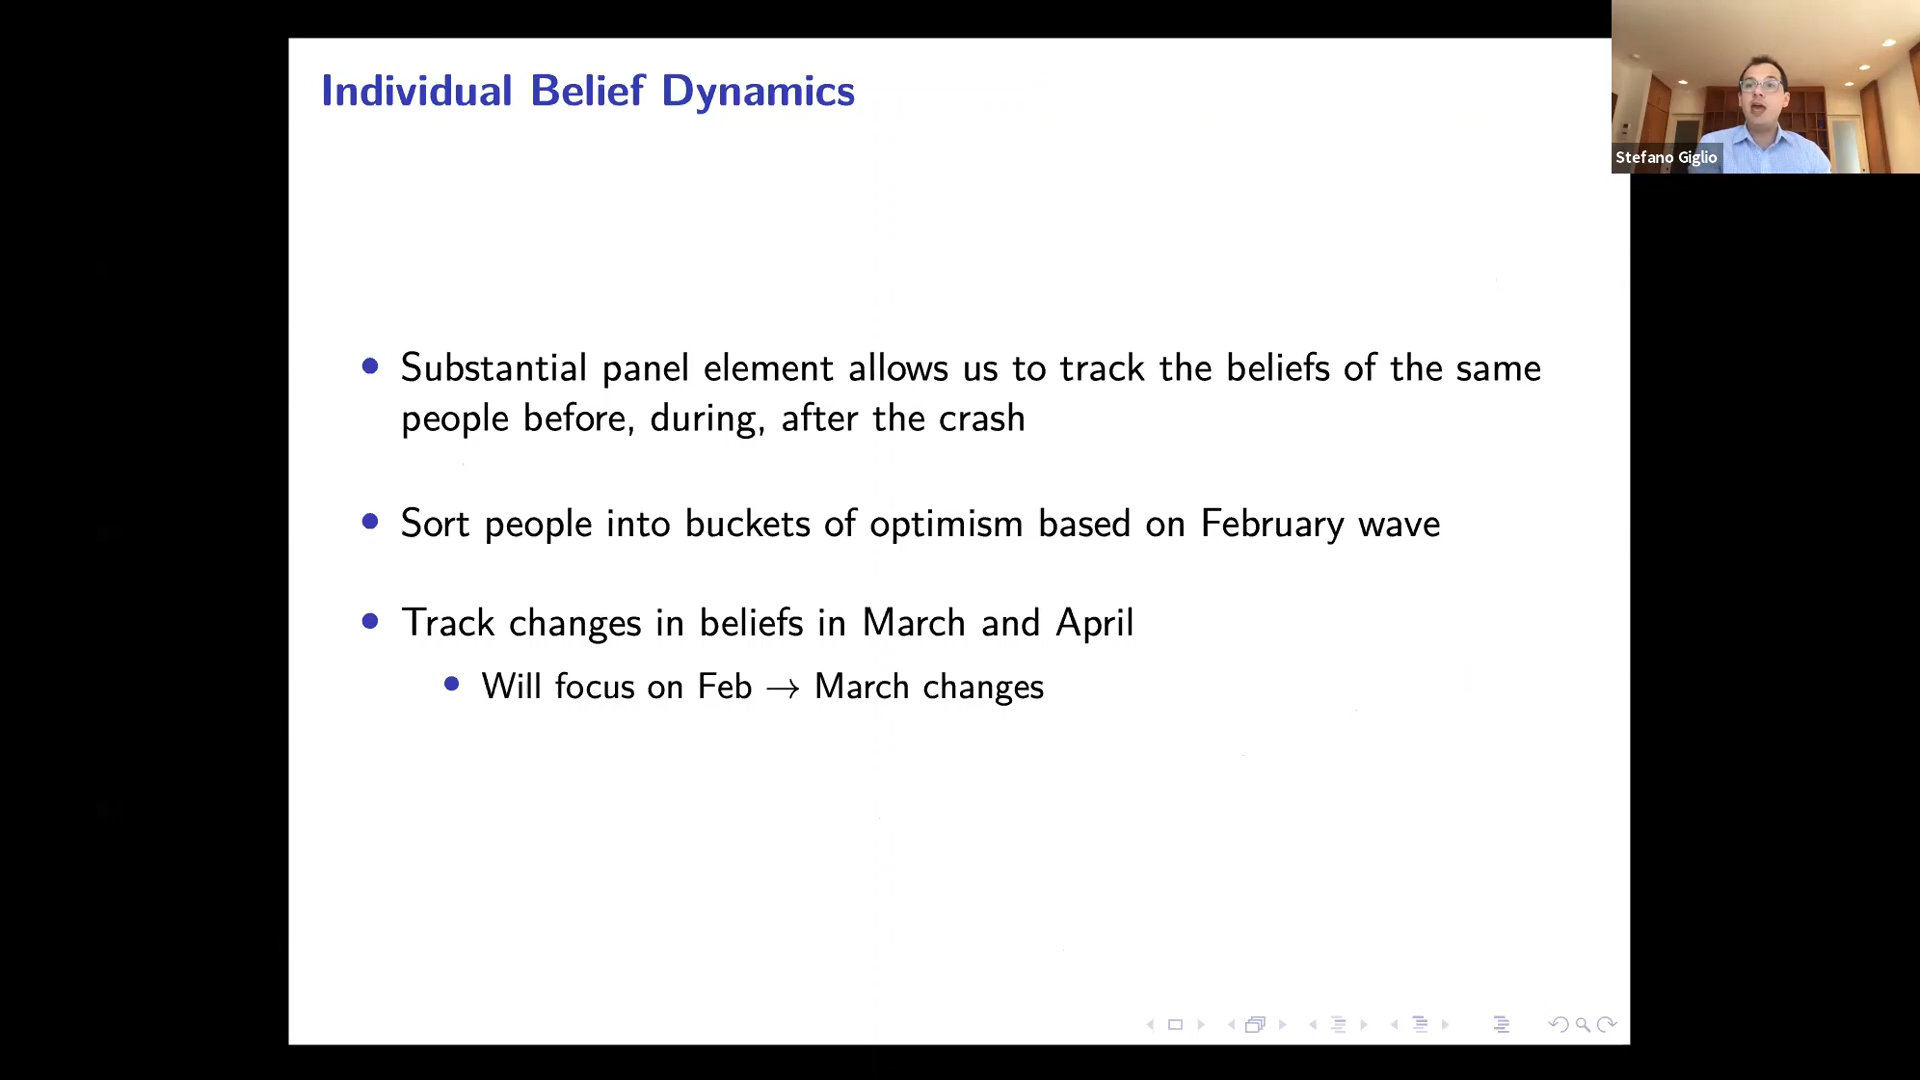 Individual Belief Dynamics
Stefano Giglio
• Substantial panel element allows us to track the beliefs of the same
people before, during, after the crash
• Sort people into buckets of optimism based on February wave
• Track changes in beliefs in March and April
• Will focus on Feb → March changes